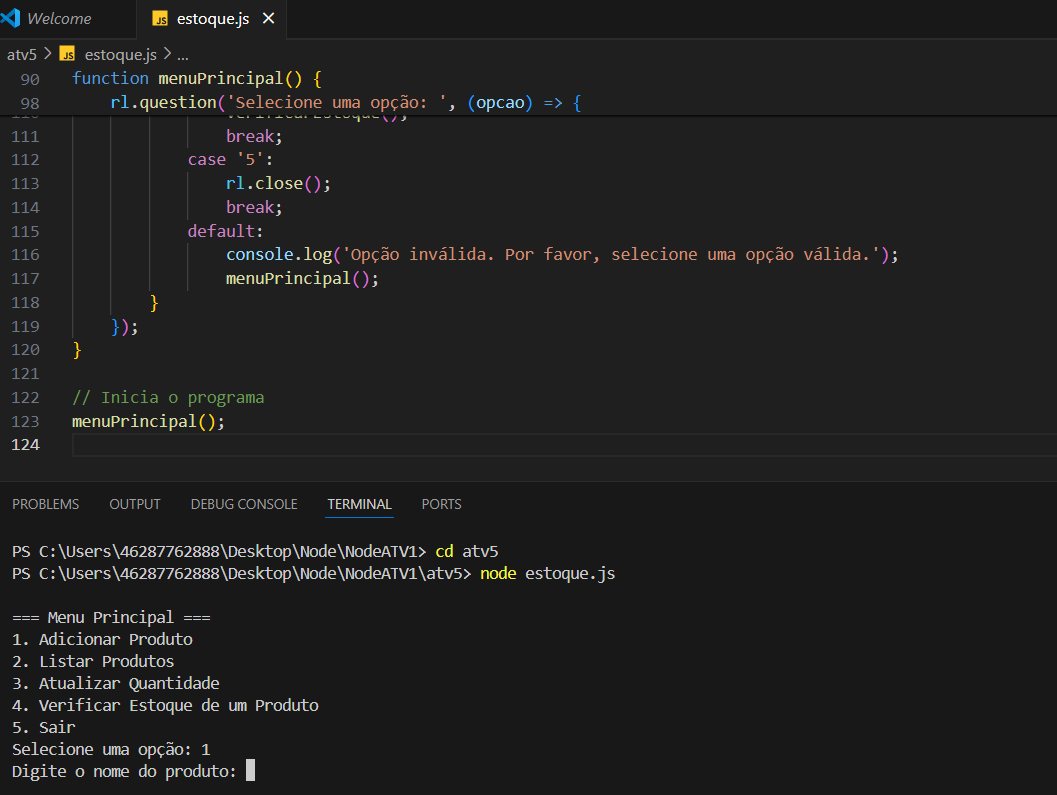 Welcome
JS estoque.js ×
atv5 > JS estoque.js > ...
90 function menuPrincipal() {
98 rl.question('Selecione uma opção: ', (opcao) => {
110 verificarEstoque();
111 break;
112 case '5':
113 rl.close();
114 break;
115 default:
116 console.log('Opção inválida. Por favor, selecione uma opção válida.');
117 menuPrincipal();
118 }
119 });
120 }
121
122 // Inicia o programa
123 menuPrincipal();
124
PROBLEMS OUTPUT DEBUG CONSOLE TERMINAL PORTS
PS C:\Users\46287762888\Desktop\Node\NodeATV1> cd atv5
PS C:\Users\46287762888\Desktop\Node\NodeATV1\atv5> node estoque.js
=== Menu Principal ===
1. Adicionar Produto
2. Listar Produtos
3. Atualizar Quantidade
4. Verificar Estoque de um Produto
5. Sair
Selecione uma opção: 1
Digite o nome do produto: